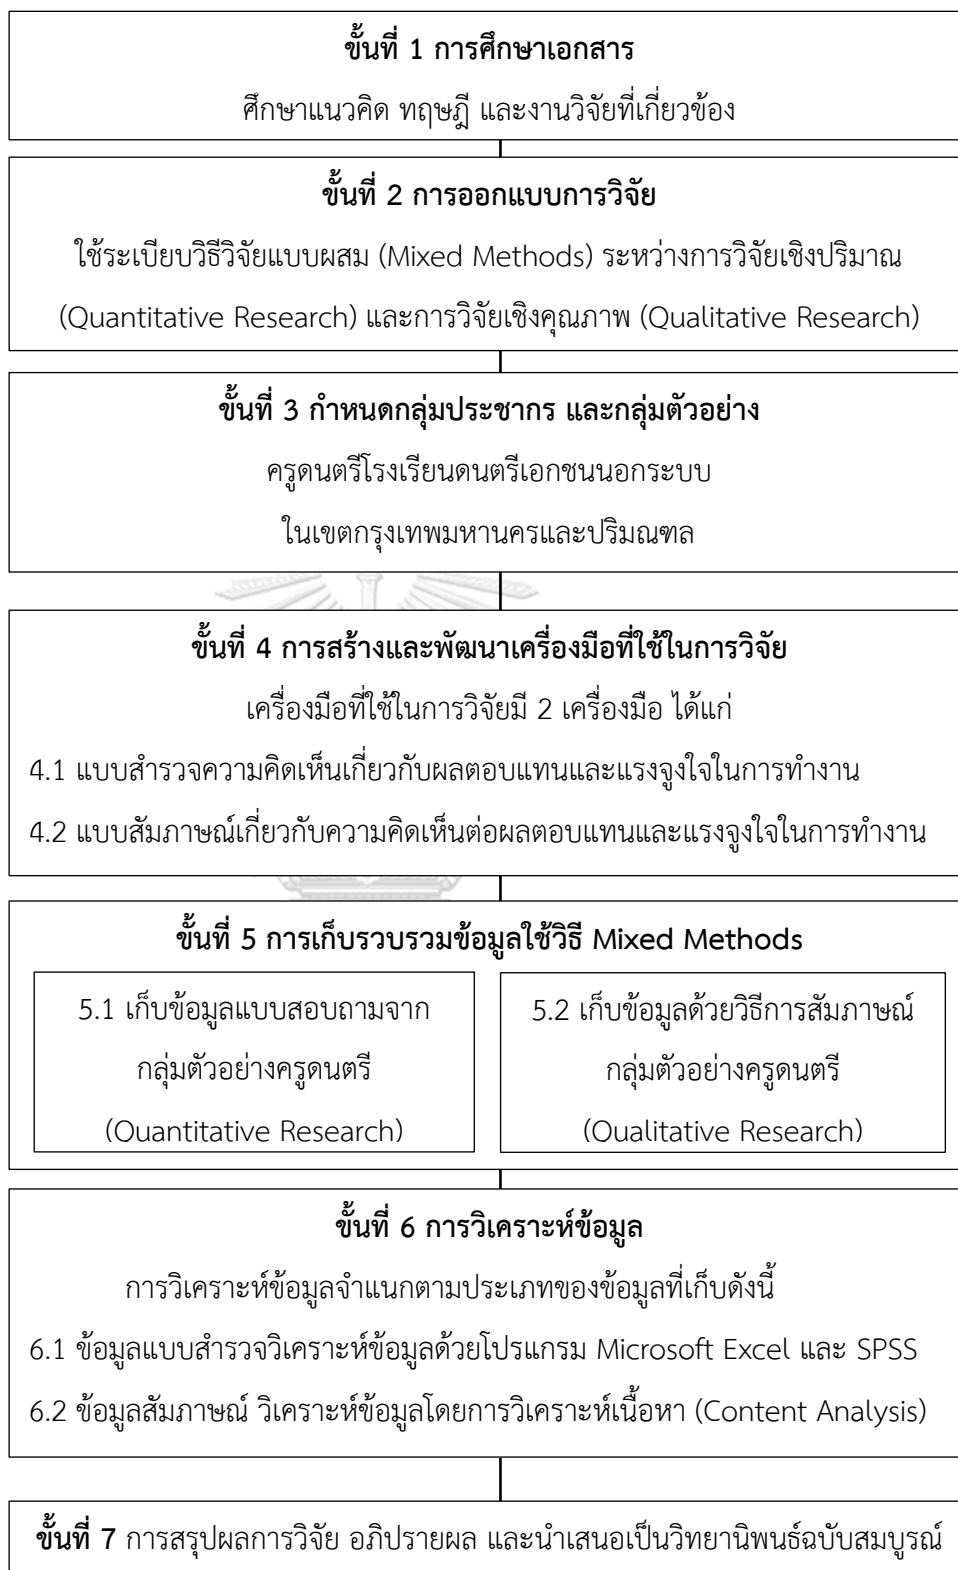 ขั้นที่ 1 การศึกษาเอกสาร
ศึกษาแนวคิด ทฤษฎี และงานวิจัยที่เกี่ยวข้อง
ขั้นที่ 2 การออกแบบการวิจัย
ใช้ระเบียบวิธีวิจัยแบบผสม (Mixed Methods) ระหว่างการวิจัยเชิงปริมาณ
(Quantitative Research) และการวิจัยเชิงคุณภาพ (Qualitative Research)
ขั้นที่ 3 กำหนดกลุ่มประชากร และกลุ่มตัวอย่าง
ครูดนตรีโรงเรียนดนตรีเอกชนนอกระบบ
ในเขตกรุงเทพมหานครและปริมณฑล
ขั้นที่ 4 การสร้างและพัฒนาเครื่องมือที่ใช้ในการวิจัย
เครื่องมือที่ใช้ในการวิจัยมี 2 เครื่องมือ ได้แก่
4.1 แบบสำรวจความคิดเห็นเกี่ยวกับผลตอบแทนและแรงจูงใจในการทำงาน
4.2 แบบสัมภาษณ์เกี่ยวกับความคิดเห็นต่อผลตอบแทนและแรงจูงใจในการทำงาน
ขั้นที่ 5 การเก็บรวบรวมข้อมูลใช้วิธี Mixed Methods
5.1 เก็บข้อมูลแบบสอบถามจาก
กลุ่มตัวอย่างครูดนตรี
(Quantitative Research)
5.2 เก็บข้อมูลด้วยวิธีการสัมภาษณ์
กลุ่มตัวอย่างครูดนตรี
(Qualitative Research)
ขั้นที่ 6 การวิเคราะห์ข้อมูล
การวิเคราะห์ข้อมูลจำแนกตามประเภทของข้อมูลที่เก็บดังนี้
6.1 ข้อมูลแบบสำรวจวิเคราะห์ข้อมูลด้วยโปรแกรม Microsoft Excel และ SPSS
6.2 ข้อมูลสัมภาษณ์ วิเคราะห์ข้อมูลโดยการวิเคราะห์เนื้อหา (Content Analysis)
ขั้นที่ 7 การสรุปผลการวิจัย อภิปรายผล และนำเสนอเป็นวิทยานิพนธ์ฉบับสมบูรณ์